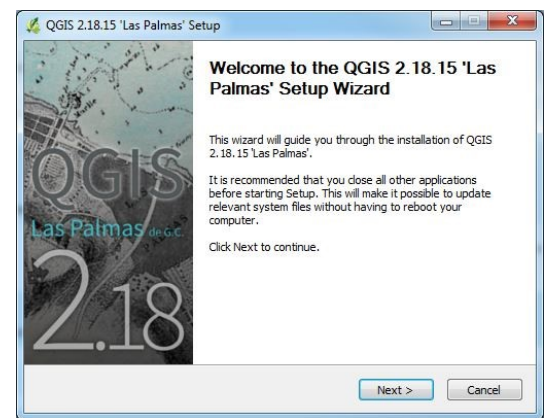 QGIS 2.18.15 'Las Palmas' Setup
QGIS
Las Palmas de G.C.
2.18
Welcome to the QGIS 2.18.15 'Las
Palmas' Setup Wizard
This wizard will guide you through the installation of QGIS
2.18.15 'Las Palmas'.
It is recommended that you close all other applications
before starting Setup. This will make it possible to update
relevant system files without having to reboot your
computer.
Click Next to continue.
Next >
Cancel